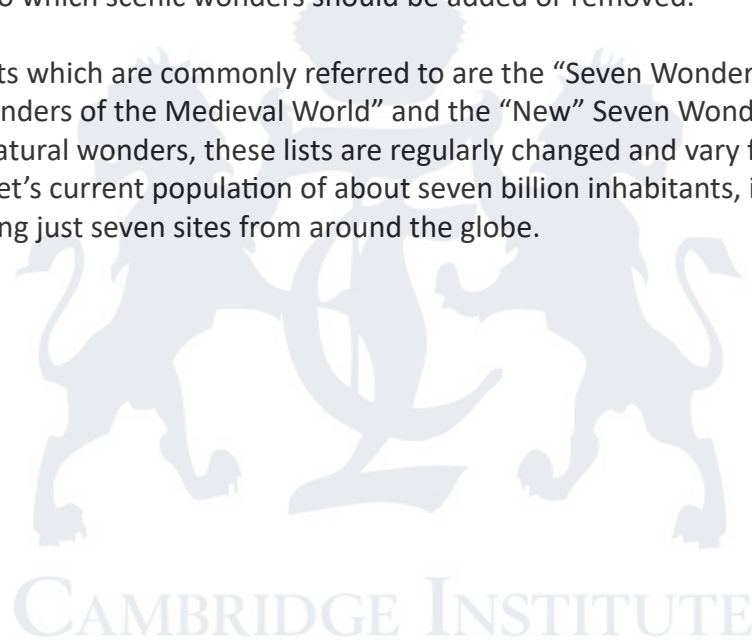 which scenic wonders should be added or removed.
ts which are commonly referred to are the “Seven Wonder
nders of the Medieval World” and the “New” Seven Wond
atural wonders, these lists are regularly changed and vary f
et’s current population of about seven billion inhabitants, i
ng just seven sites from around the globe.
CAMBRIDGE INSTITUTE